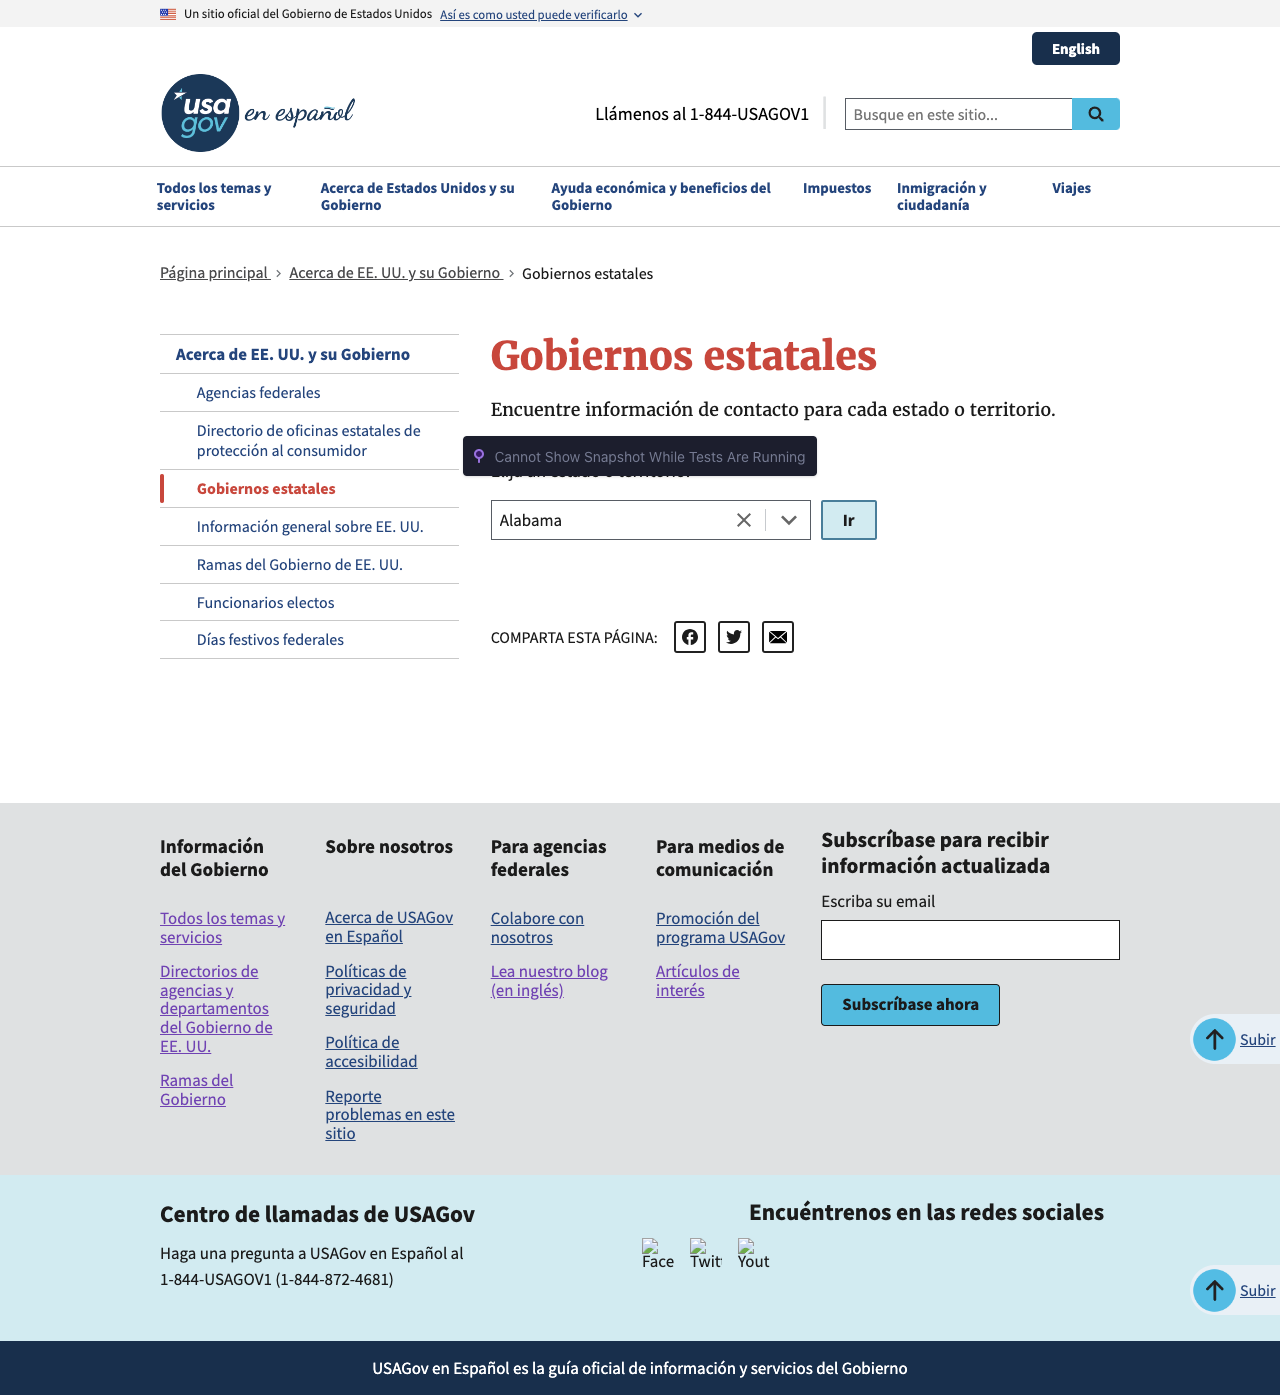 Un sitio oficial del Gobierno de Estados Unidos Así es como usted puede verificarlo
English
usa gov en español
Llámenos al 1-844-USAGOV1
Busque en este sitio...
Todos los temas y servicios
Acerca de Estados Unidos y su Gobierno
Ayuda económica y beneficios del Gobierno
Impuestos
Inmigración y ciudadanía
Viajes
Página principal
Acerca de EE. UU. y su Gobierno
Gobiernos estatales
Acerca de EE. UU. y su Gobierno
Agencias federales
Directorio de oficinas estatales de
protección al consumidor
Gobiernos estatales
Información general sobre EE. UU.
Ramas del Gobierno de EE. UU.
Funcionarios electos
Días festivos federales
Gobiernos estatales
Encuentre información de contacto para cada estado o territorio.
Cannot Show Snapshot While Tests Are Running
Alabama
Ir
COMPARTA ESTA PÁGINA:
Información
del Gobierno
Todos los temas y
servicios
Directorios de
agencias y
departamentos
del Gobierno de
EE. UU.
Ramas del
Gobierno
Sobre nosotros
Acerca de USAGov
en Español
Políticas de
privacidad y
seguridad
Política de
accesibilidad
Reporte
problemas en este
sitio
Para agencias
federales
Colabore con
nosotros
Lea nuestro blog
(en inglés)
Para medios de
comunicación
Promoción del
programa USAGov
Artículos de
interés
Subscríbase para recibir
información actualizada
Escriba su email
Subscríbase ahora
Subir
Centro de llamadas de USAGov
Haga una pregunta a USAGov en Español al
1-844-USAGOV1 (1-844-872-4681)
Encuéntrenos en las redes sociales
Face
Twit
Yout
Subir
USAGov en Español es la guía oficial de información y servicios del Gobierno